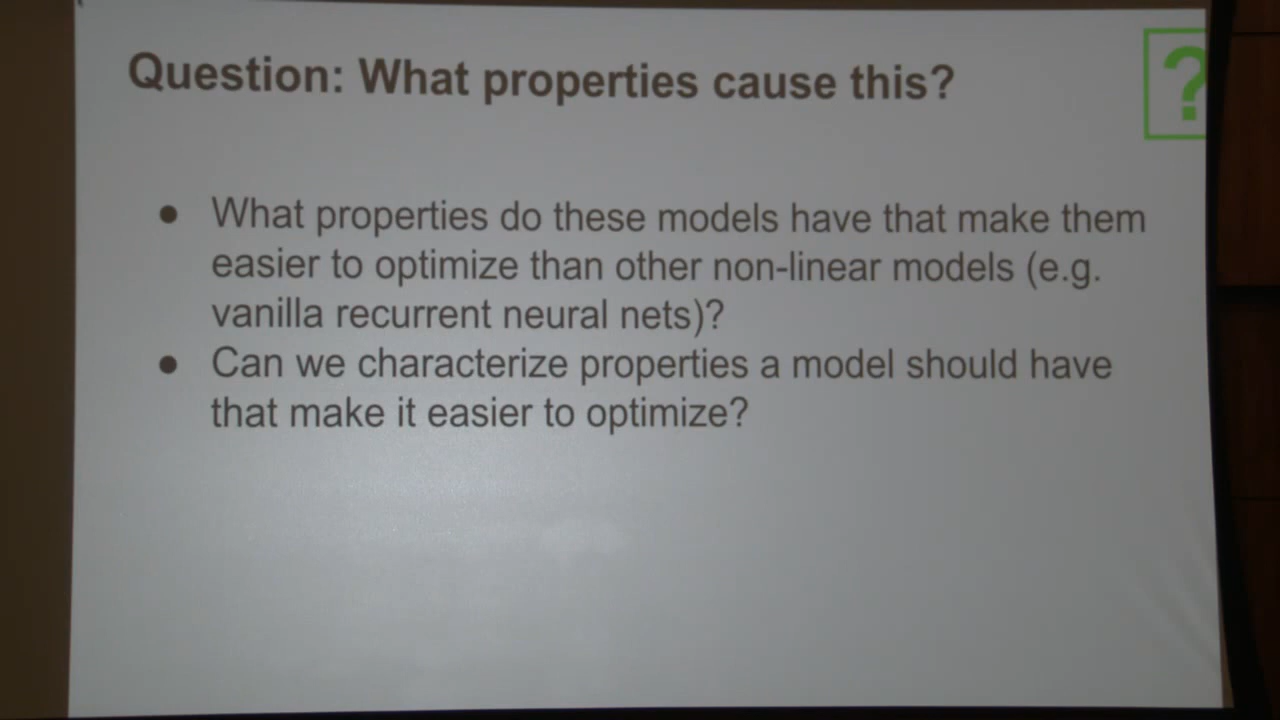 Question: What properties cause this?
?
● What properties do these models have that make them
easier to optimize than other non-linear models (e.g.
vanilla recurrent neural nets)?
● Can we characterize properties a model should have
that make it easier to optimize?